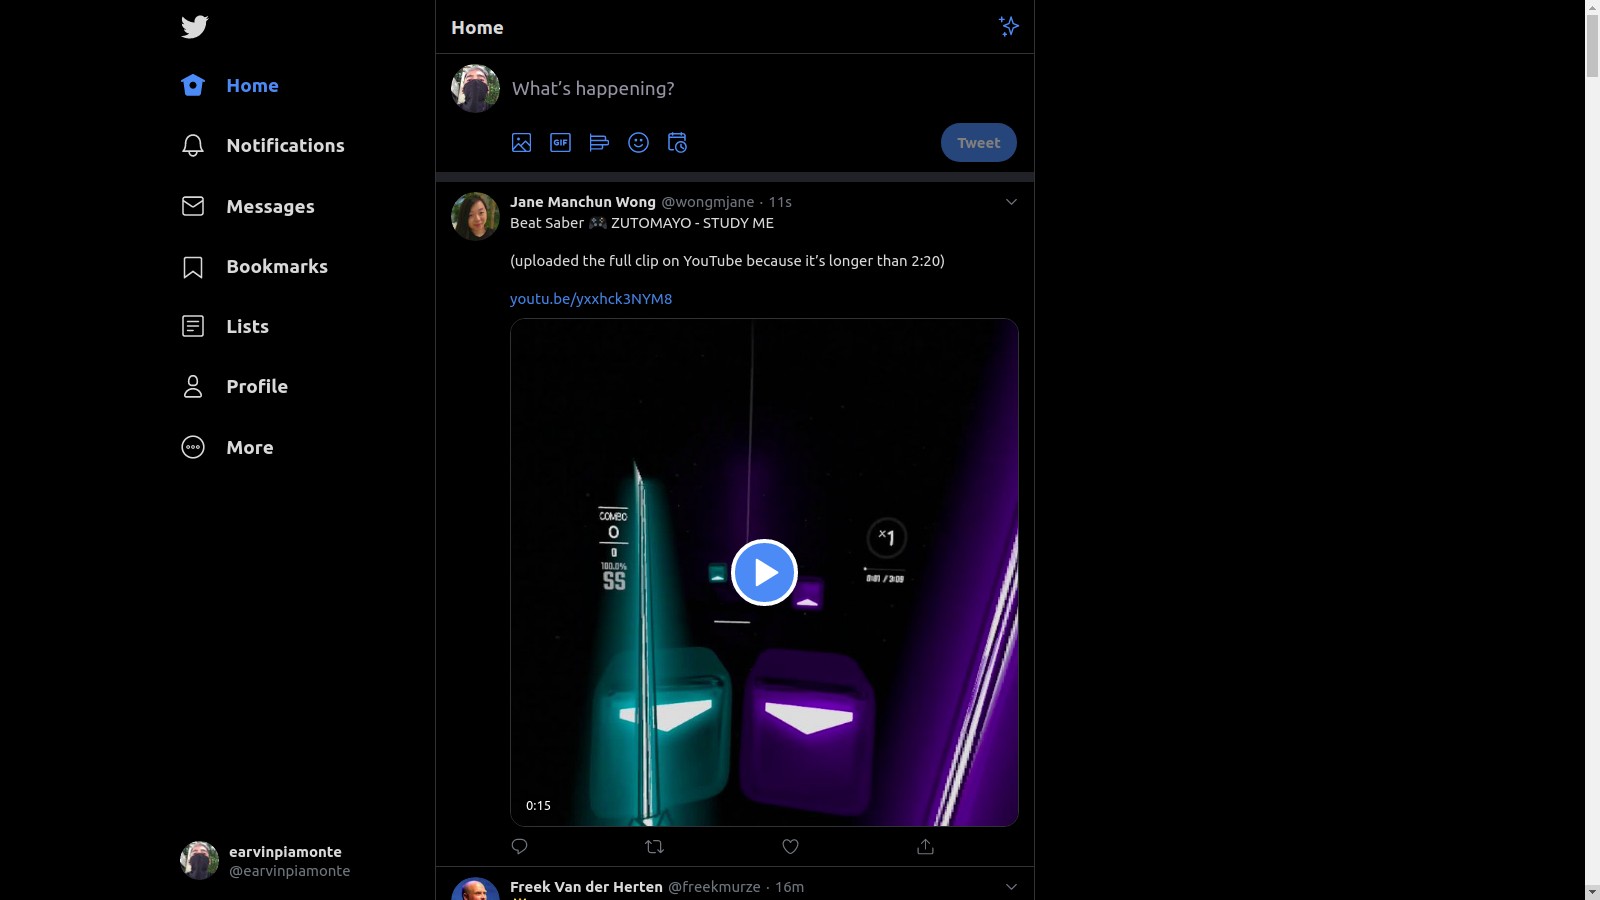 Home
Home
What's happening?
Notifications
GIF
Tweet
Messages
Bookmarks
Lists
Profile
More
Jane Manchun Wong @wongmjane · 11s
Beat Saber 🎮 ZUTOMAYO - STUDY ME
(uploaded the full clip on YouTube because it's longer than 2:20)
youtu.be/yxxhck3NYM8
COMBO
0
0
100.0%
SS
x1
0:01 / 3:09
0:15
earvinpiamonte
@earvinpiamonte
Freek Van der Herten @freekmurze · 16m